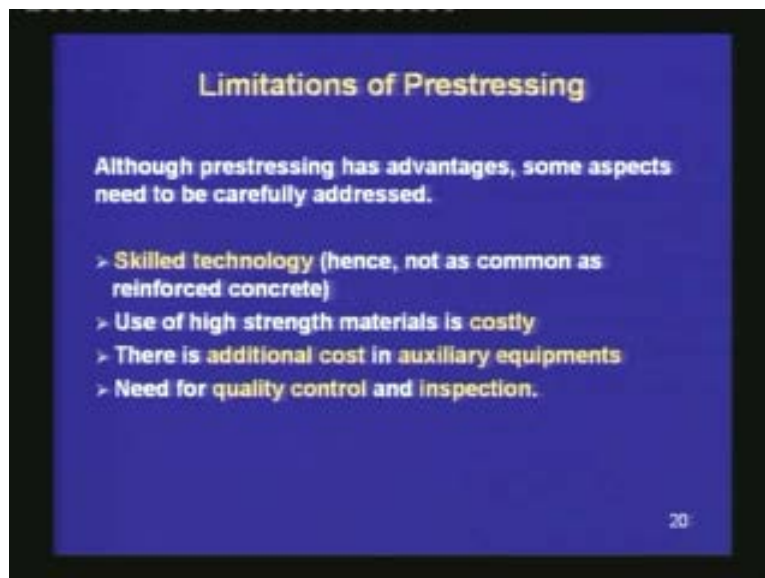 Limitations of Prestressing
Although prestressing has advantages, some aspects
need to be carefully addressed.
➢ Skilled technology (hence, not as common as
reinforced concrete)
➢ Use of high strength materials is costly
➢ There is additional cost in auxiliary equipments
➢ Need for quality control and inspection.
20